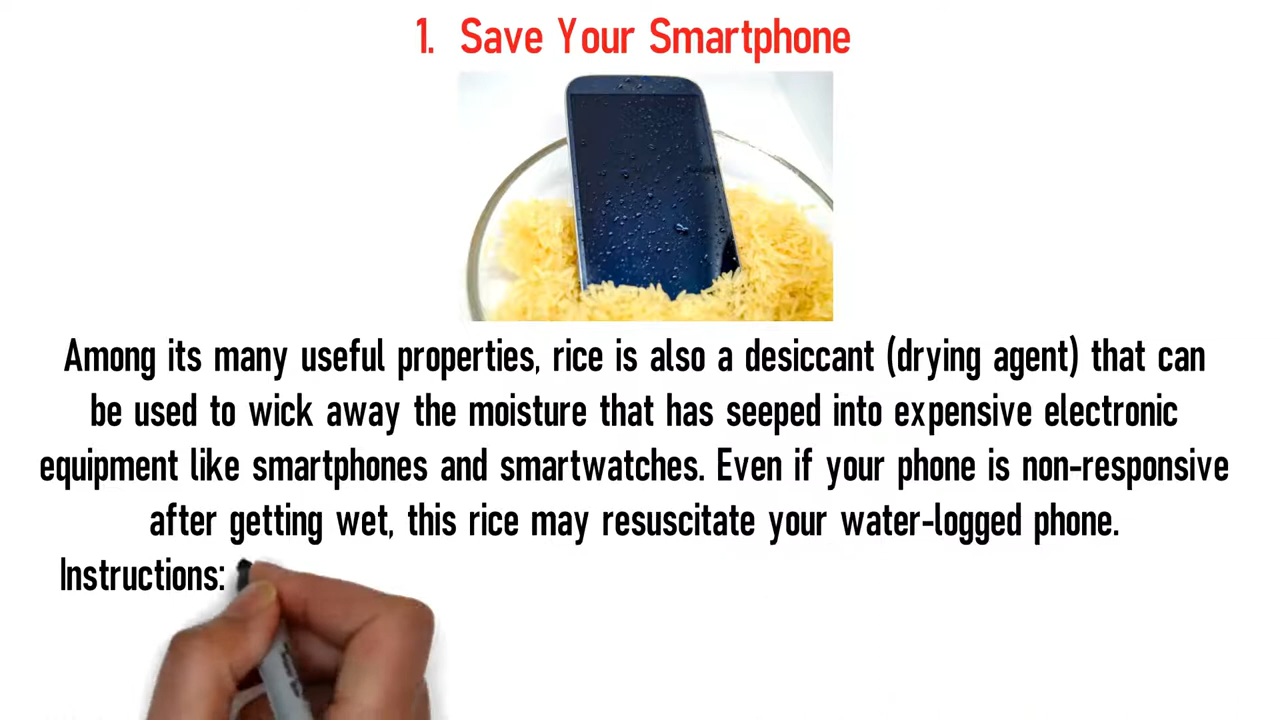 1. Save Your Smartphone
Among its many useful properties, rice is also a desiccant (drying agent) that can
be used to wick away the moisture that has seeped into expensive electronic
equipment like smartphones and smartwatches. Even if your phone is non-responsive
after getting wet, this rice may resuscitate your water-logged phone.
Instructions: